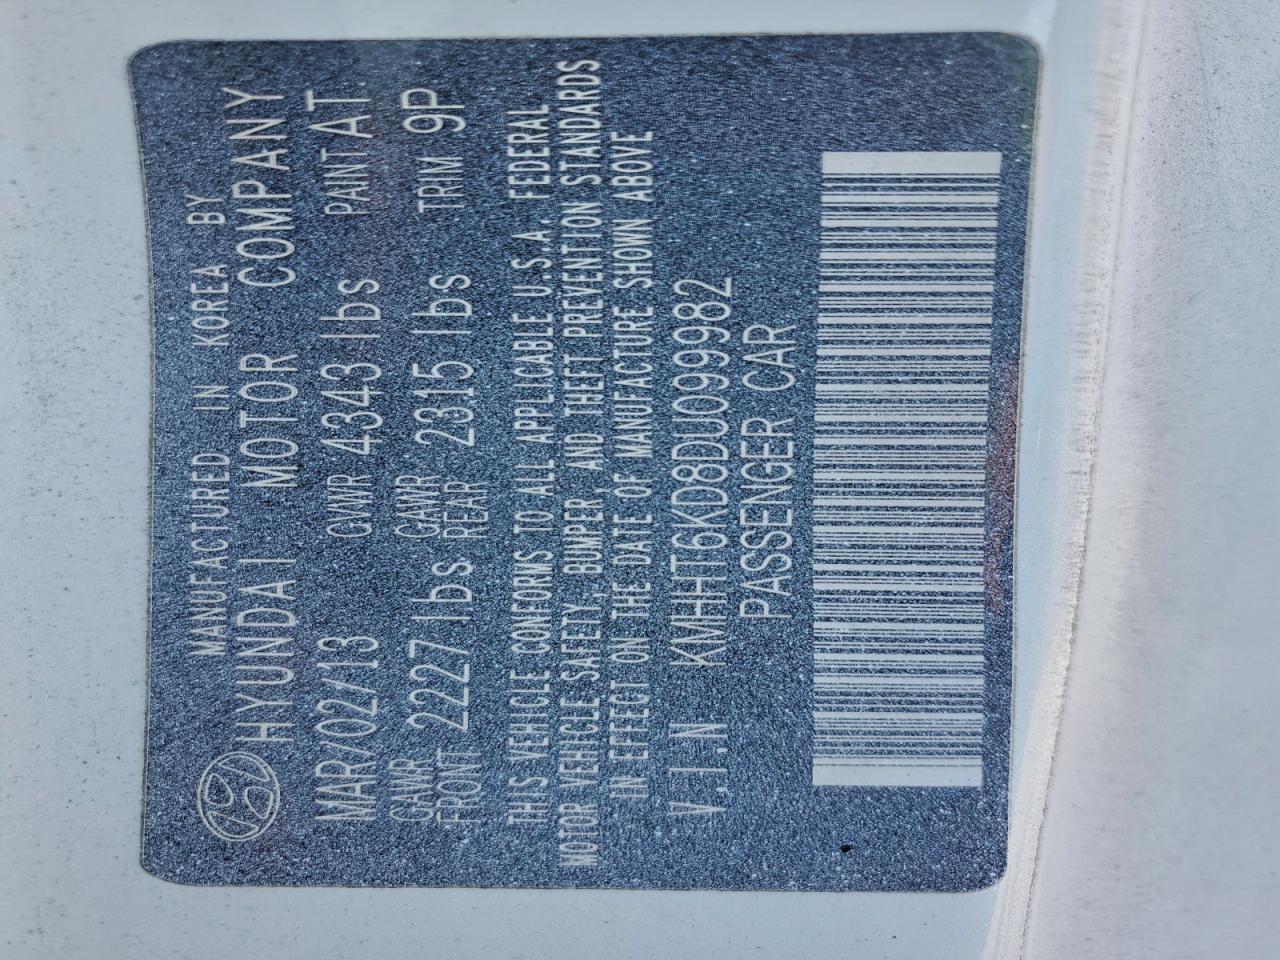 MANUFACTURED IN KOREA BY
HYUNDAI MOTOR COMPANY
MAR/02/13 GVWR 4343 lbs PAINT AT
GAWR FRONT 2227 lbs GAWR REAR 2315 lbs TRIM 9P
THIS VEHICLE CONFORMS TO ALL APPLICABLE U.S.A. FEDERAL
MOTOR VEHICLE SAFETY, BUMPER, AND THEFT PREVENTION STANDARDS
IN EFFECT ON THE DATE OF MANUFACTURE SHOWN ABOVE
V.I.N KMHHT6KD8DU099982
PASSENGER CAR